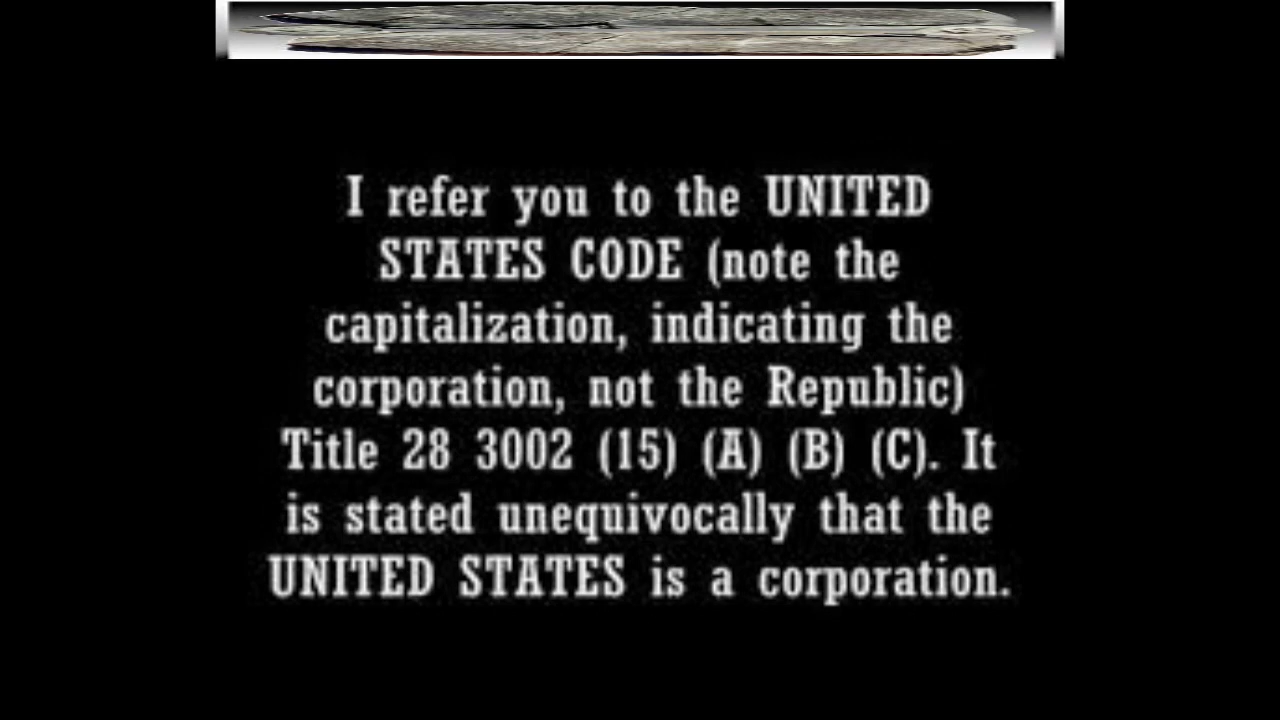 I refer you to the UNITED
STATES CODE (note the
capitalization, indicating the
corporation, not the Republic)
Title 28 3002 (15) (A) (B) (C). It
is stated unequivocally that the
UNITED STATES is a corporation.